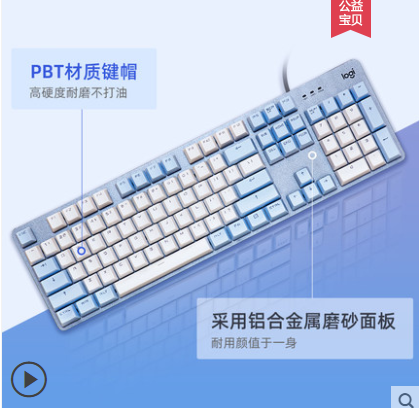 公益
宝贝
PBT材质键帽
高硬度耐磨不打油
logi
采用铝合金属磨砂面板
耐用颜值于一身